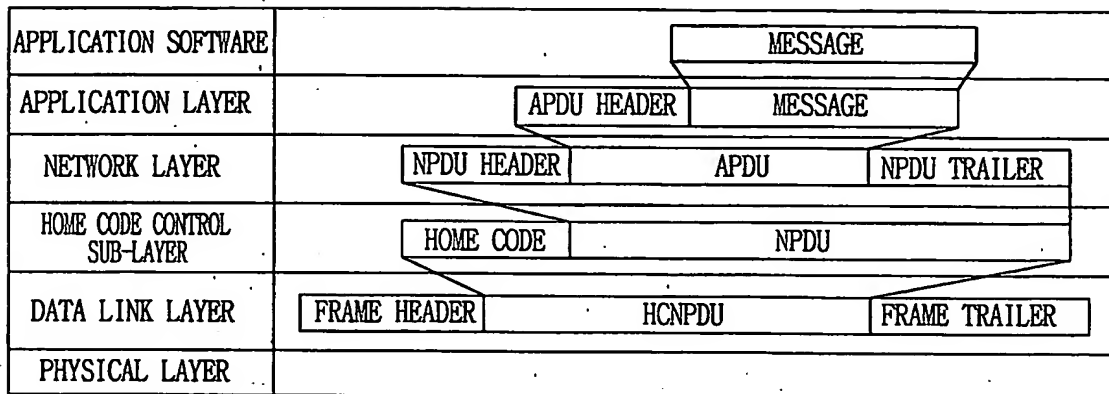 APPLICATION SOFTWARE
MESSAGE
APPLICATION LAYER
APDU HEADER
MESSAGE
NETWORK LAYER
NPDU HEADER
APDU
NPDU TRAILER
HOME CODE CONTROL
SUB-LAYER
HOME CODE
NPDU
DATA LINK LAYER
FRAME HEADER
HCNPDU
FRAME TRAILER
PHYSICAL LAYER